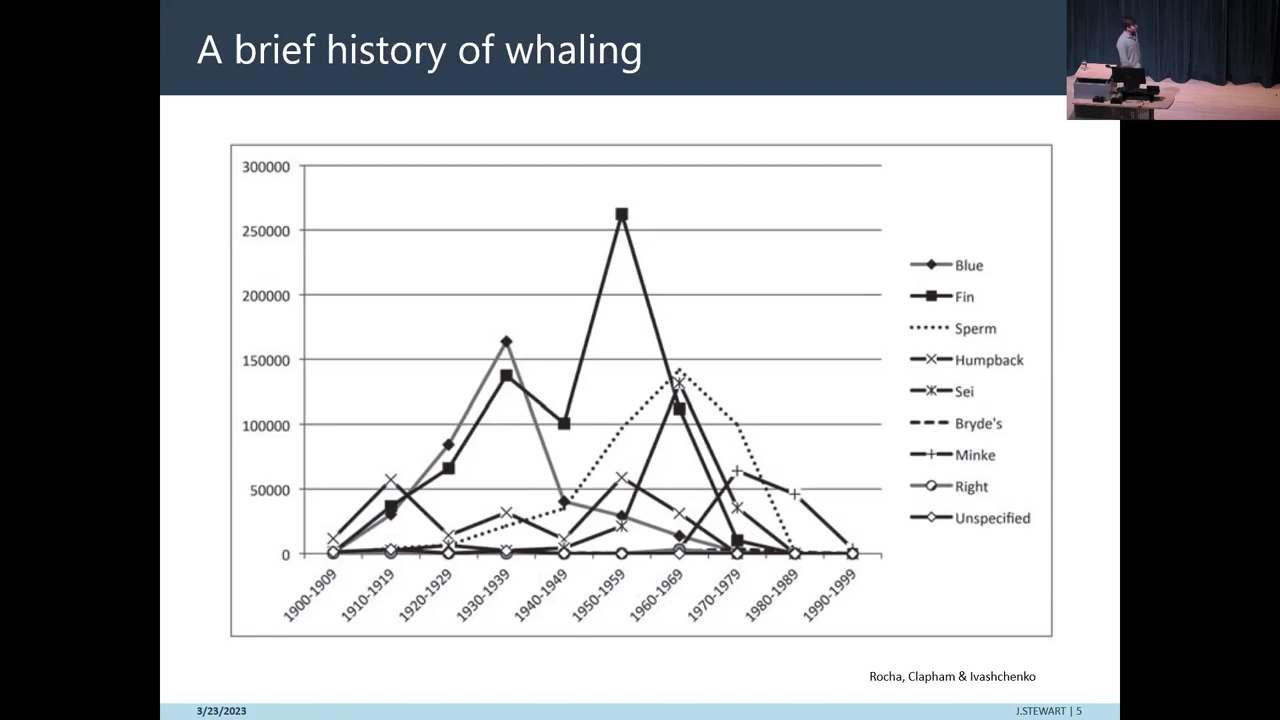 A brief history of whaling
300000
250000
200000
150000
100000
50000
0
1900-1909
1910-1919
1920-1929
1930-1939
1940-1949
1950-1959
1960-1969
1970-1979
1980-1989
1990-1999
Blue
Fin
Sperm
Humpback
Sei
Bryde's
Minke
Right
Unspecified
Rocha, Clapham & Ivashchenko
3/23/2023
J.STEWART | 5